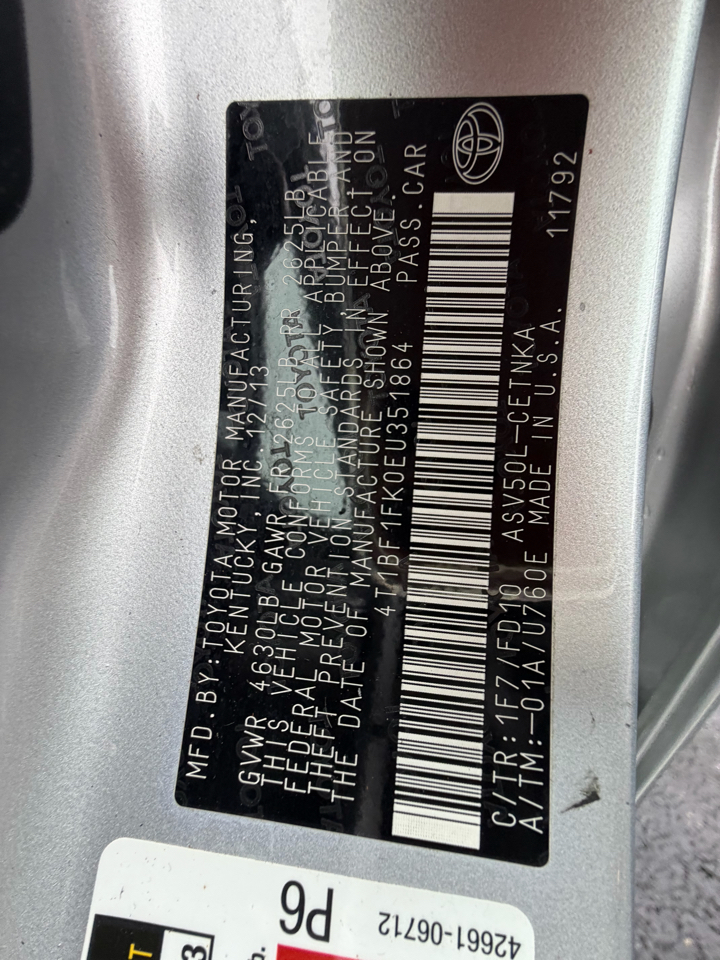 MFD.BY:TOYOTA MOTOR MANUFACTURING,
KENTUCKY,INC 12/13
GVWR 4630LB GAWR FR 2625LB RR 2625LB
THIS VEHICLE CONFORMS TO ALL APPLICABLE
FEDERAL MOTOR VEHICLE SAFETY, BUMPER AND
THEFT PREVENTION STANDARDS IN EFFECT ON
THE DATE OF MANUFACTURE SHOWN ABOVE.
4T1BF1FK0EU351864 PASS.CAR
C/TR:1F7/FD10 ASV50L-CETNKA
A/TM:-01A/U760E MADE IN U.S.A. 11792
P6
42661-06712